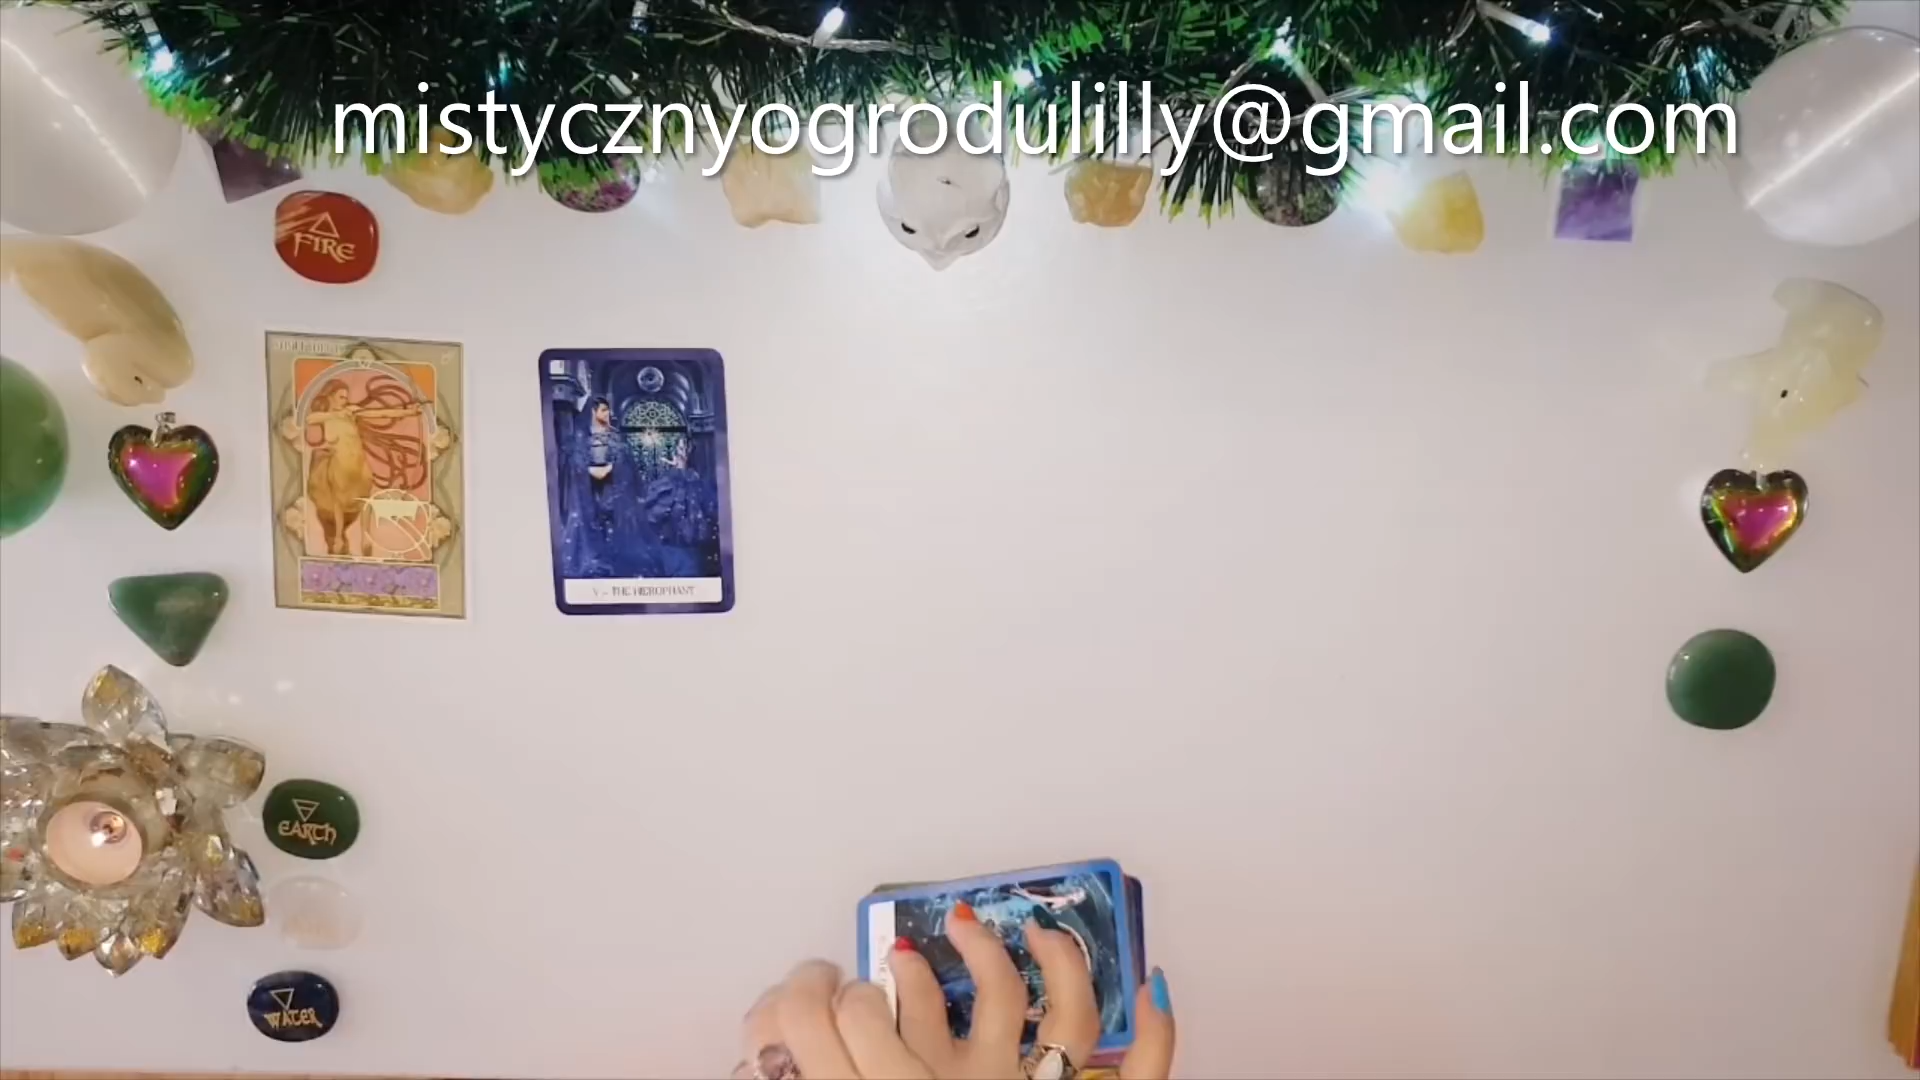 mistycznyogrodulilly@gmail.com
FIRE
V - THE HIEROPHANT
EARTH
WATER